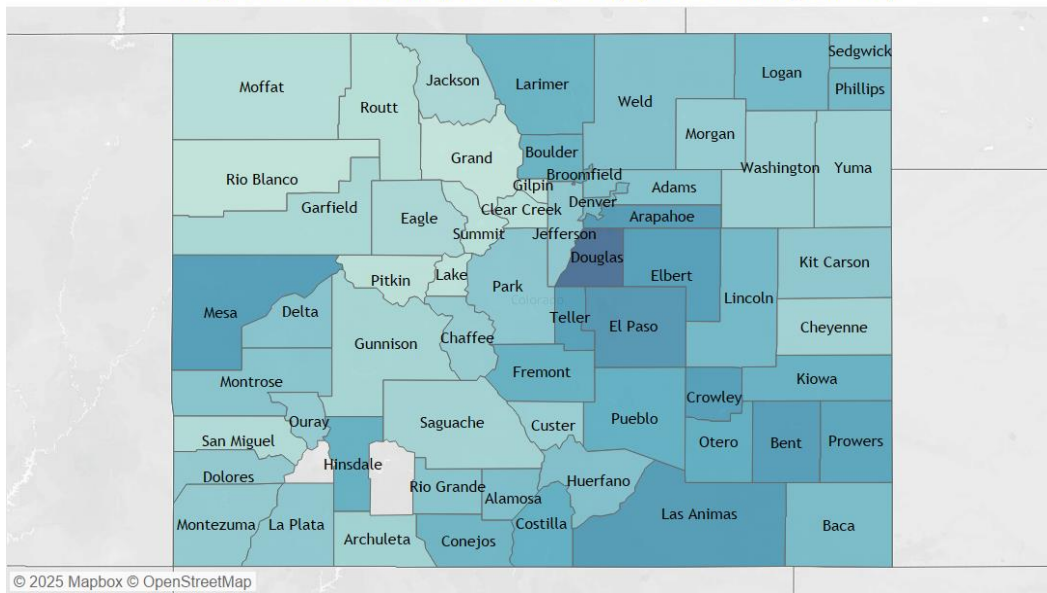 Sedgwick
Logan
Phillips
Moffat
Jackson
Larimer
Routt
Weld
Morgan
Grand
Boulder
Washington
Yuma
Rio Blanco
Broomfield
Gilpin
Adams
Garfield
Clear Creek
Denver
Eagle
Arapahoe
Summit
Jefferson
Douglas
Kit Carson
Pitkin
Lake
Elbert
Park
Lincoln
Colorado
Mesa
Delta
Teller
El Paso
Cheyenne
Gunnison
Chaffee
Fremont
Montrose
Kiowa
Crowley
Ouray
Saguache
Custer
Pueblo
San Miguel
Otero
Bent
Prowers
Hinsdale
Dolores
Rio Grande
Huerfano
Alamosa
Montezuma
La Plata
Costilla
Las Animas
Baca
Archuleta
Conejos
© 2025 Mapbox © OpenStreetMap